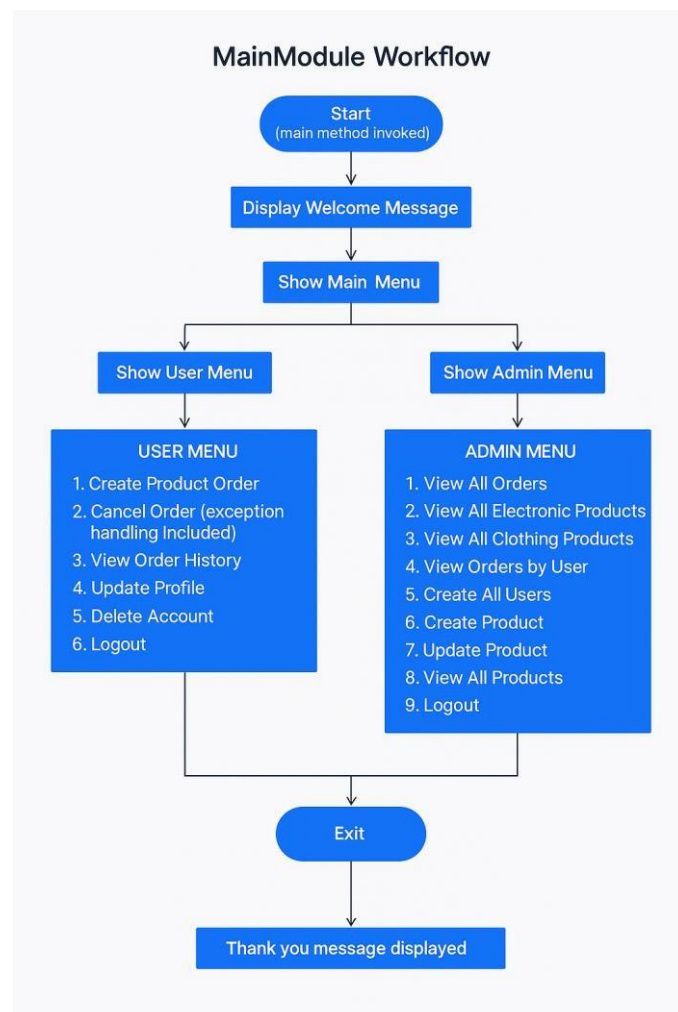 MainModule Workflow
Start
(main method invoked)
Display Welcome Message
Show Main Menu
Show User Menu
Show Admin Menu
USER MENU
1. Create Product Order
2. Cancel Order (exception
handling Included)
3. View Order History
4. Update Profile
5. Delete Account
6. Logout
ADMIN MENU
1. View All Orders
2. View All Electronic Products
3. View All Clothing Products
4. View Orders by User
5. Create All Users
6. Create Product
7. Update Product
8. View All Products
9. Logout
Exit
Thank you message displayed